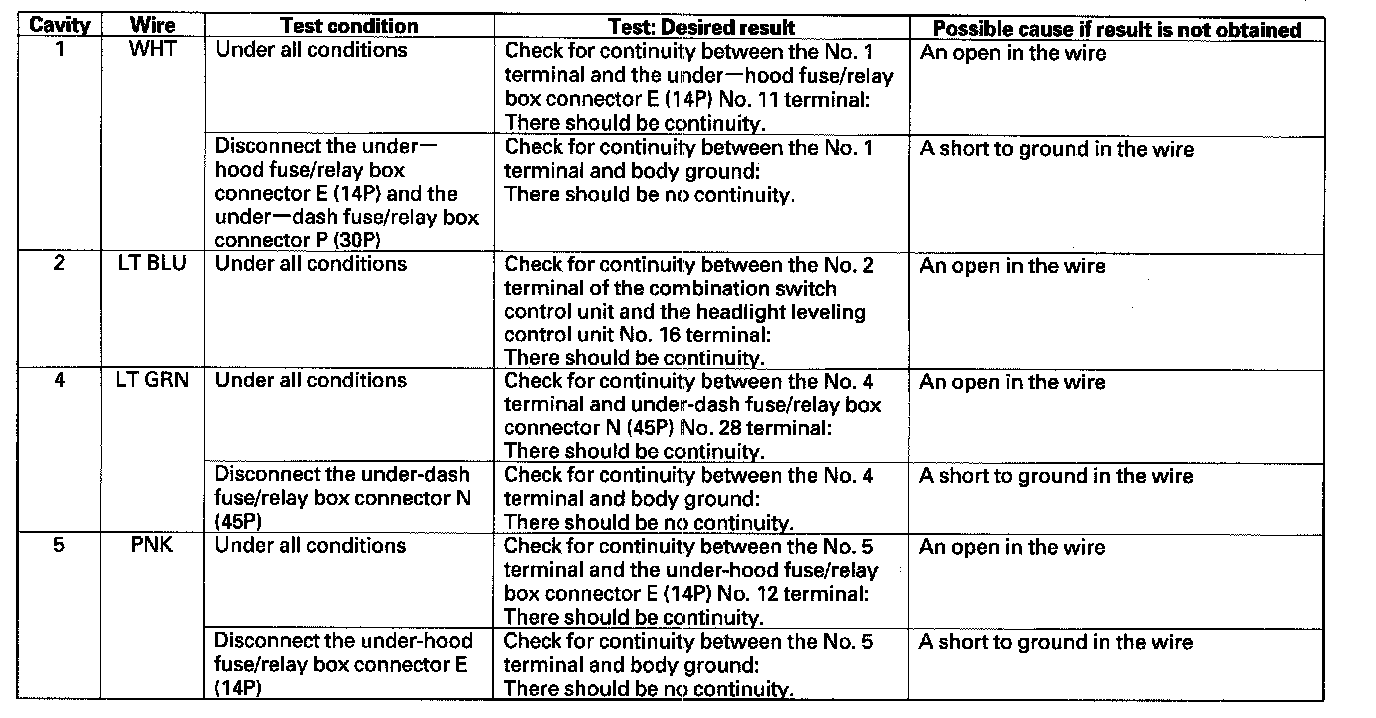 Cavity Wire Test condition Test: Desired result Possible cause if result is not obtained
1 WHT Under all conditions Check for continuity between the No. 1 An open in the wire
terminal and the under—hood fuse/relay
box connector E (14P) No. 11 terminal:
There should be continuity.
Disconnect the under— Check for continuity between the No. 1 A short to ground in the wire
hood fuse/relay box terminal and body ground:
connector E (14P) and the There should be no continuity.
under—dash fuse/relay box
connector P (30P)
2 LT BLU Under all conditions Check for continuity between the No. 2 An open in the wire
terminal of the combination switch
control unit and the headlight leveling
control unit No. 16 terminal:
There should be continuity.
4 LT GRN Under all conditions Check for continuity between the No. 4 An open in the wire
terminal and under-dash fuse/relay box
connector N (45P) No. 28 terminal:
There should be continuity.
Disconnect the under-dash Check for continuity between the No. 4 A short to ground in the wire
fuse/relay box connector N terminal and body ground:
(45P) There should be no continuity.
5 PNK Under all conditions Check for continuity between the No. 5 An open in the wire
terminal and the under-hood fuse/relay
box connector E (14P) No. 12 terminal:
There should be continuity.
Disconnect the under-hood Check for continuity between the No. 5 A short to ground in the wire
fuse/relay box connector E terminal and body ground:
(14P) There should be no continuity.